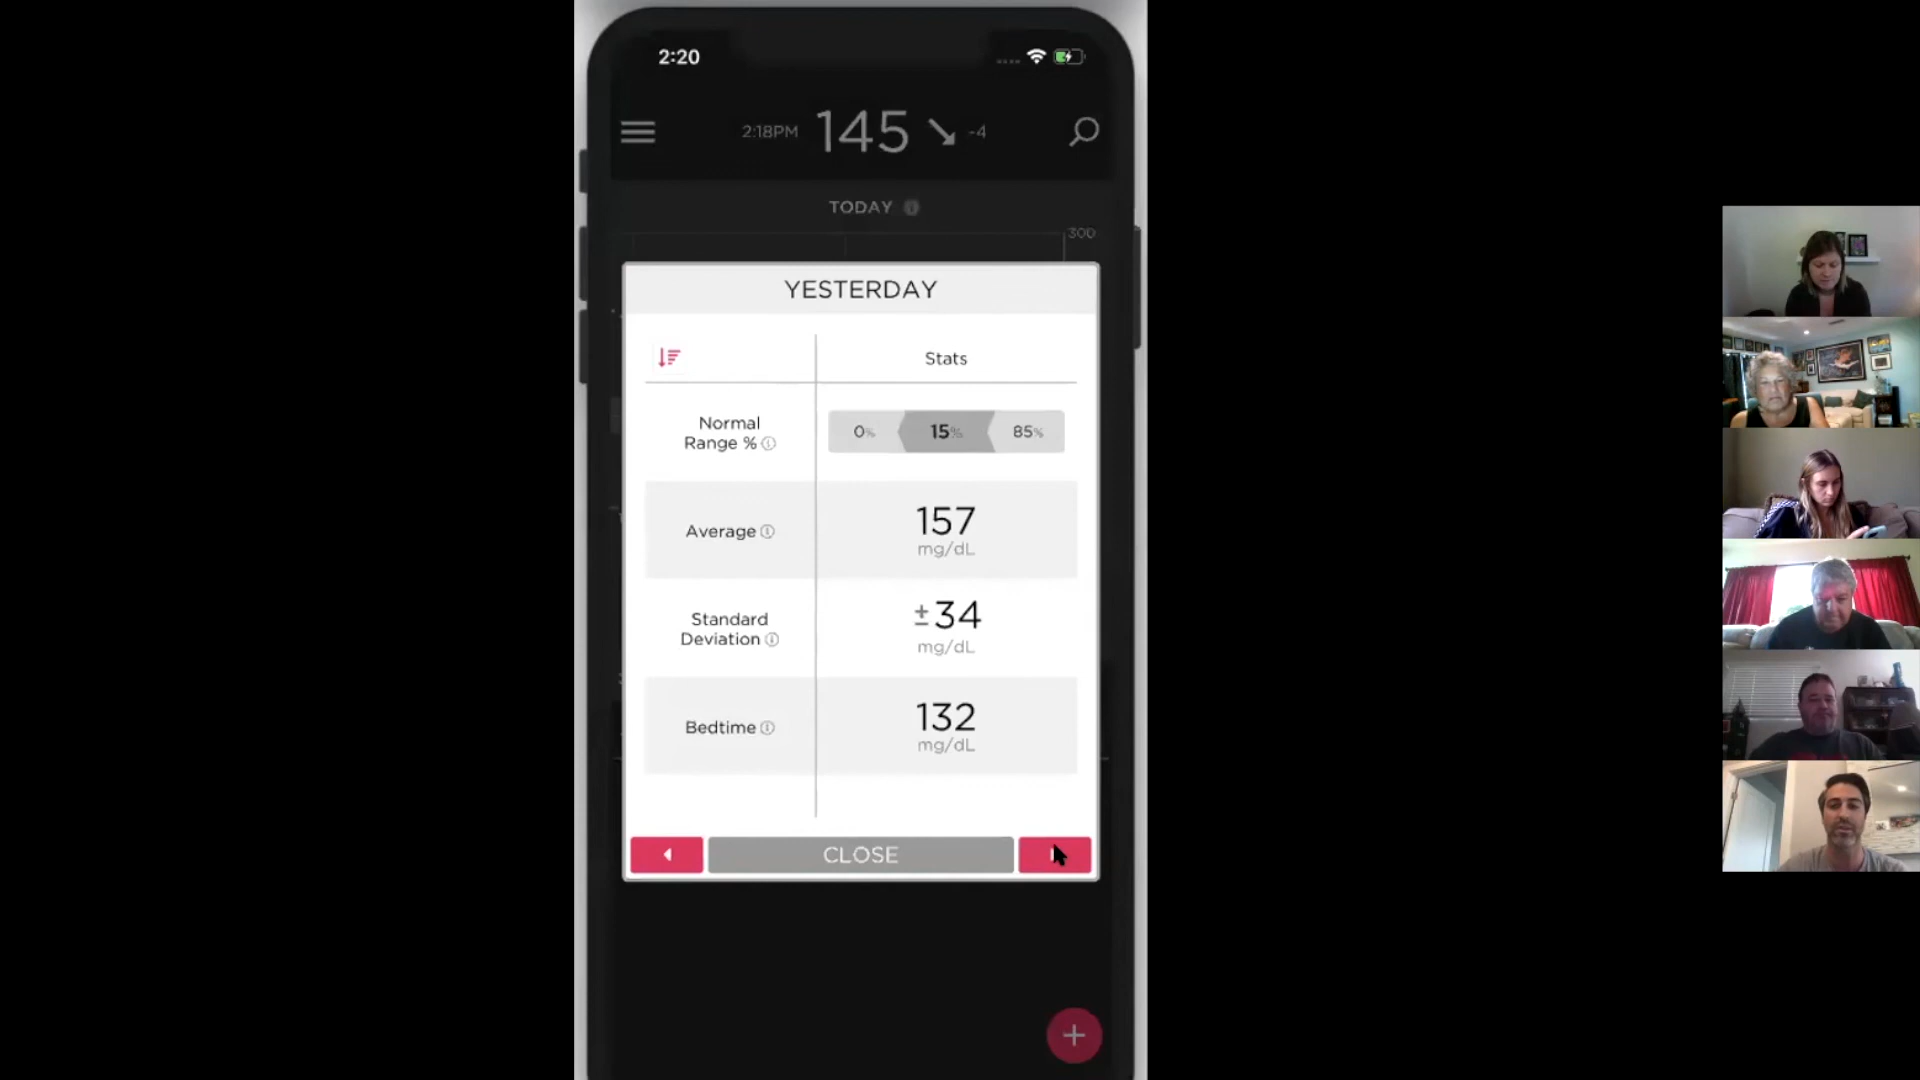 2:20
2:18PM 145 -4
TODAY
300
YESTERDAY
Stats
Normal
Range %
0% 15% 85%
Average
157
mg/dL
Standard
Deviation
±34
mg/dL
Bedtime
132
mg/dL
CLOSE